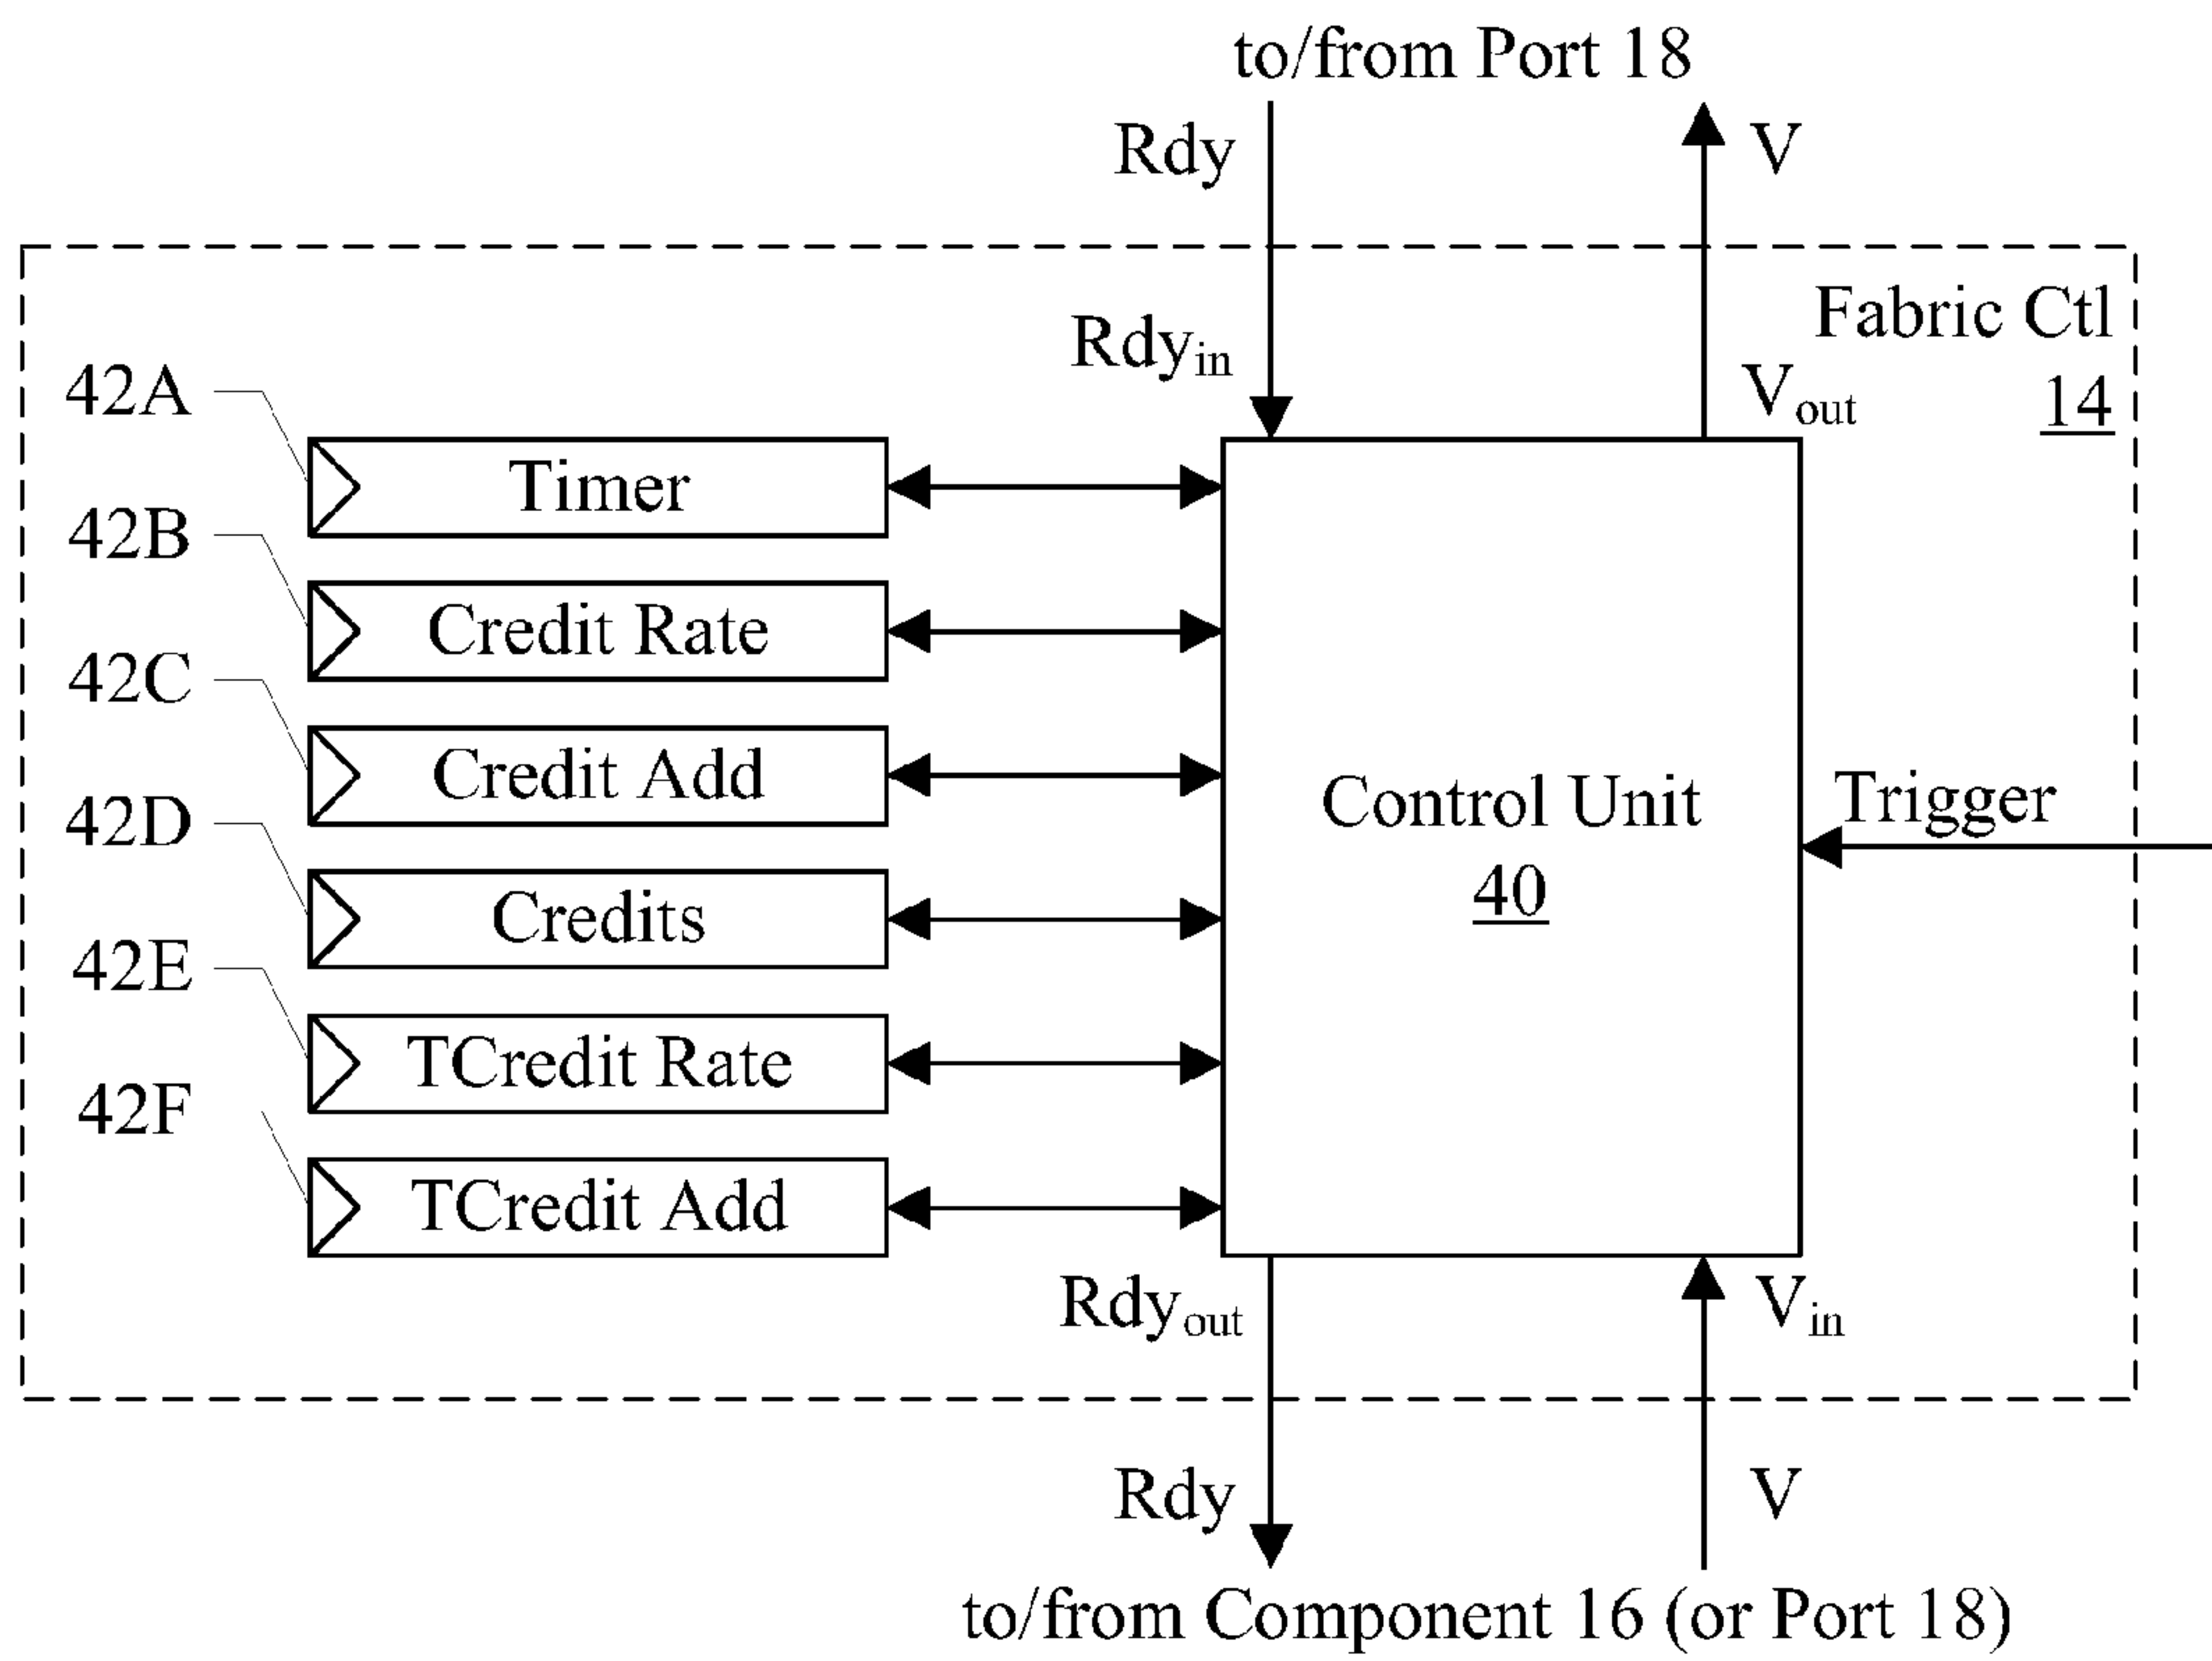 to/from Port 18
Rdy
V
Fabric Ctl
14
Rdyin
Vout
42A
Timer
42B
Credit Rate
42C
Credit Add
Control Unit
40
Trigger
42D
Credits
42E
TCredit Rate
42F
TCredit Add
Rdyout
Vin
Rdy
V
to/from Component 16 (or Port 18)